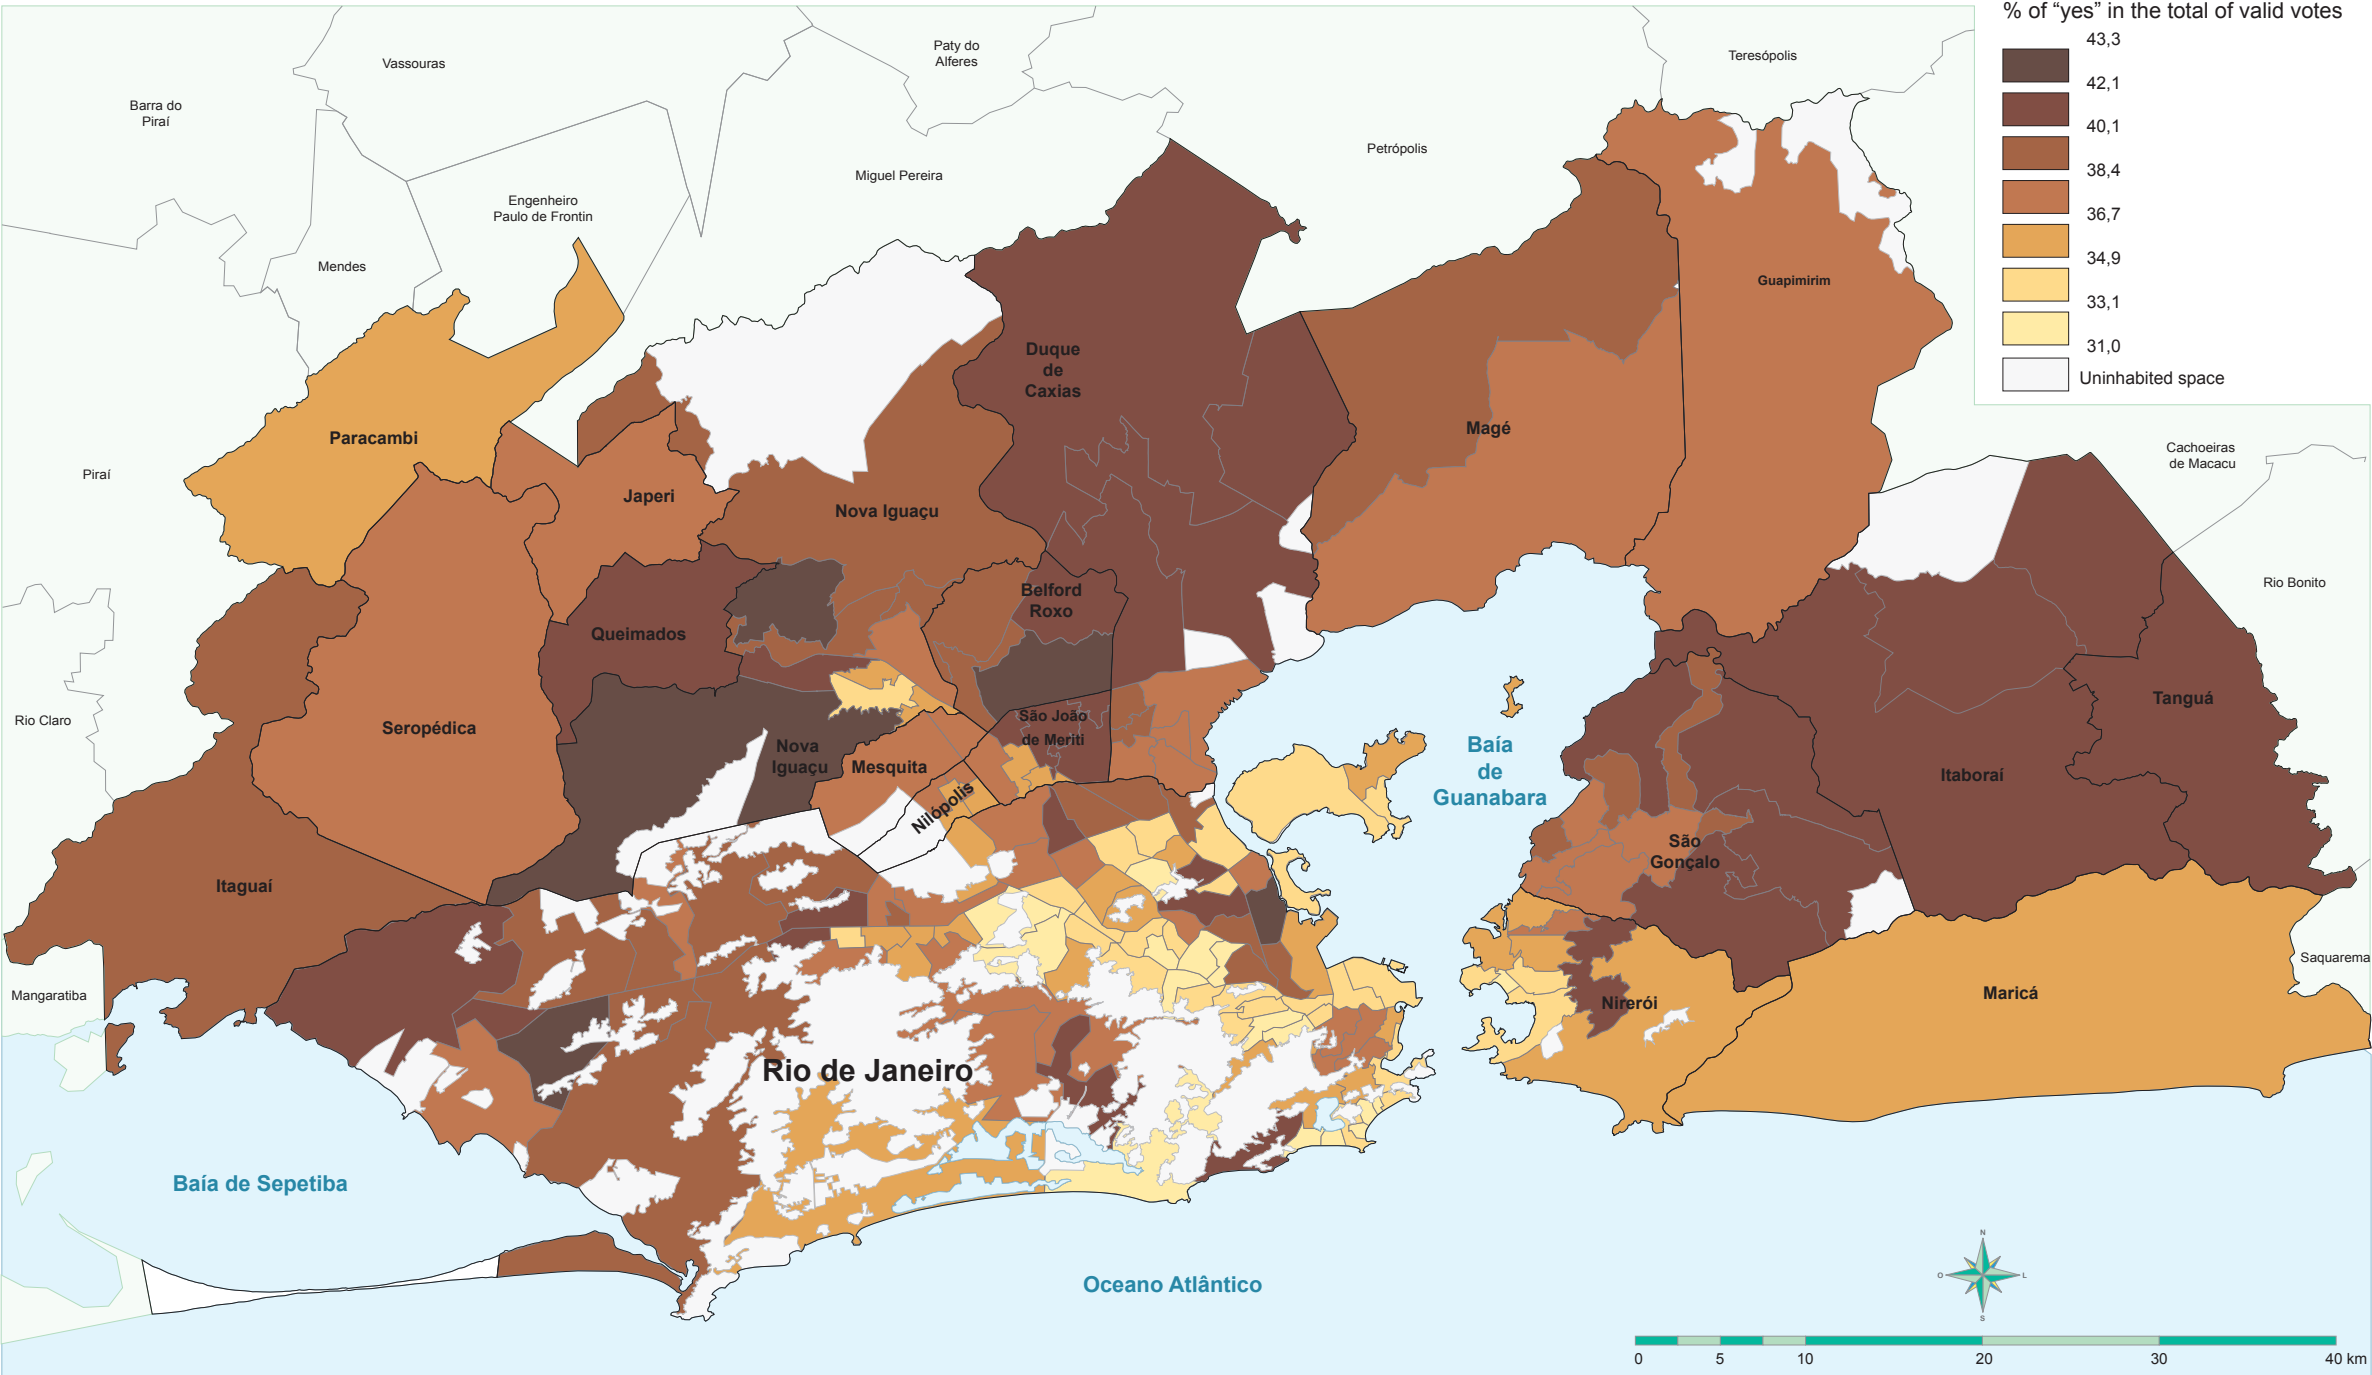 % of “yes” in the total of valid votes
43,3
42,1
40,1
38,4
36,7
34,9
33,1
31,0
Uninhabited space
Vassouras
Paty do
Alferes
Teresópolis
Barra do
Piraí
Petrópolis
Miguel Pereira
Engenheiro
Paulo de Frontin
Mendes
Guapimirim
Duque
de
Caxias
Paracambi
Magé
Cachoeiras
de Macacu
Piraí
Japeri
Nova Iguaçu
Belford
Roxo
Rio Bonito
Queimados
Tanguá
Rio Claro
Seropédica
São João
de Meriti
Nova
Iguaçu
Mesquita
Baía
de
Guanabara
Itaboraí
Nilópolis
São
Gonçalo
Itaguaí
Saquarema
Mangaratiba
Maricá
Nirerói
Rio de Janeiro
Baía de Sepetiba
Oceano Atlântico
N
O
L
S
0
5
10
20
30
40 km